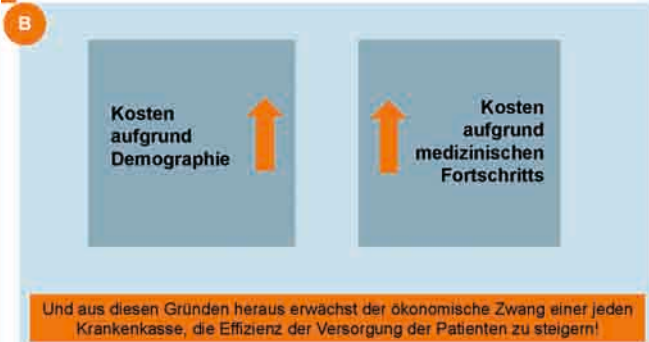 B
Kosten
aufgrund
Demographie
Kosten
aufgrund
medizinischen
Fortschritts
Und aus diesen Gründen heraus erwächst der ökonomische Zwang einer jeden
Krankenkasse, die Effizienz der Versorgung der Patienten zu steigern!